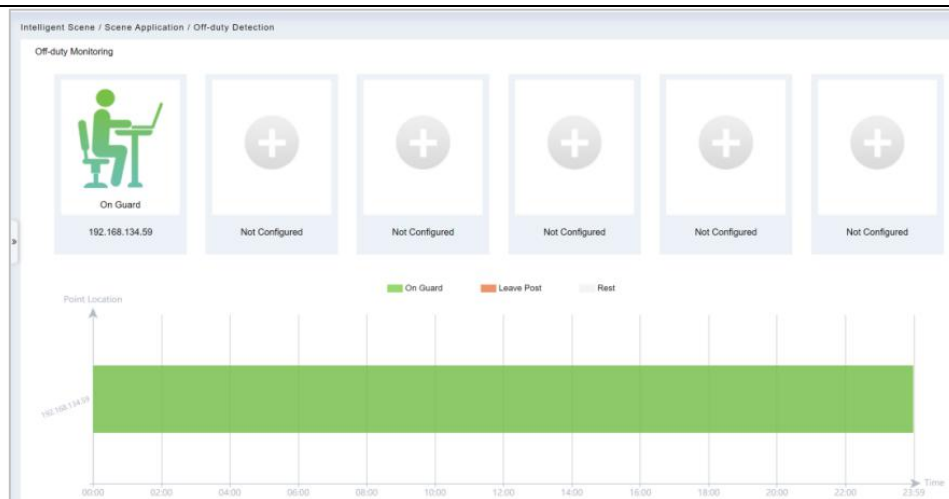 Intelligent Scene / Scene Application / Off-duty Detection
Off-duty Monitoring
On Guard
192.168.134.59 Not Configured Not Configured Not Configured Not Configured Not Configured
On Guard Leave Post Rest
Point Location
192.168.134.59
Time
00:00 02:00 04:00 06:00 08:00 10:00 12:00 14:00 16:00 18:00 20:00 22:00 23:59